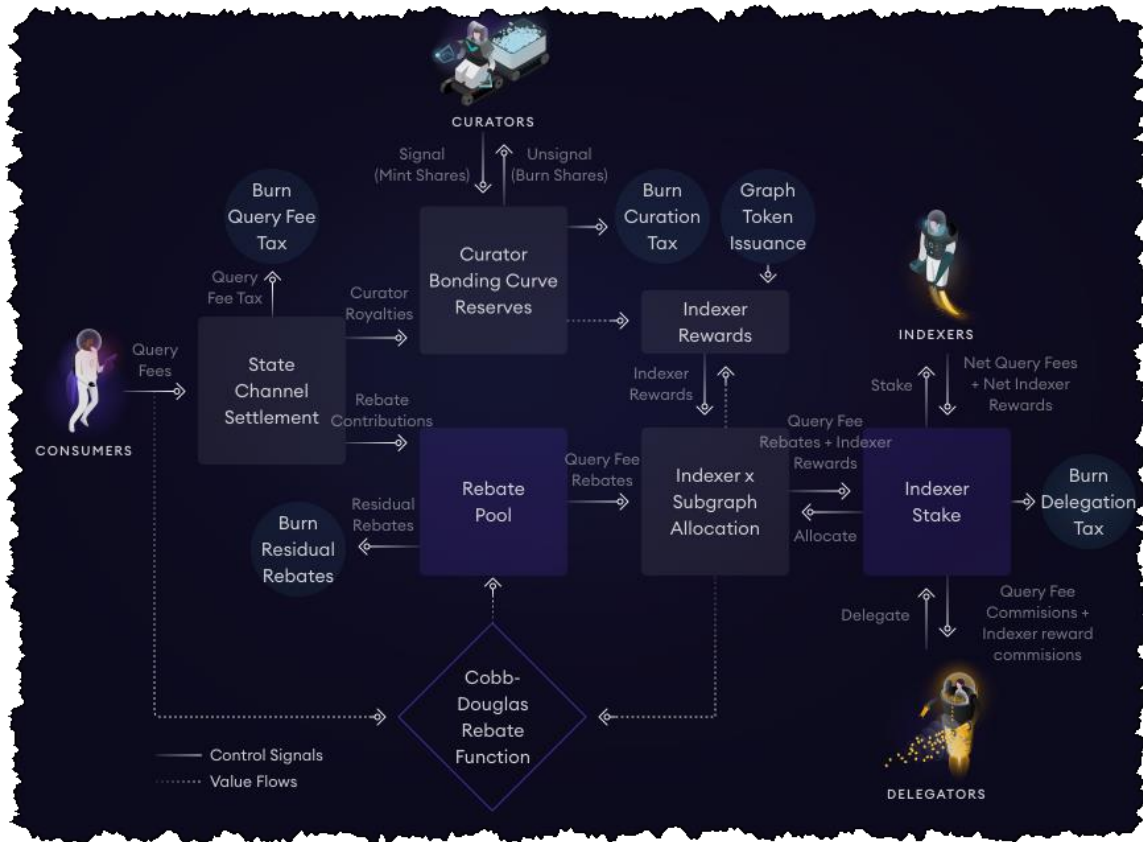 CURATORS
Signal
(Mint Shares)
Unsignal
(Burn Shares)
Burn
Query Fee
Tax
Burn
Curation
Tax
Graph
Token
Issuance
Query
Fee Tax
Curator
Royalties
Curator
Bonding Curve
Reserves
Indexer
Rewards
INDEXERS
Query
Fees
State
Channel
Settlement
Indexer
Rewards
Stake
Net Query Fees
+ Net Indexer
Rewards
CONSUMERS
Rebate
Contributions
Query Fee
Rebates + Indexer
Rewards
Rebate
Pool
Query Fee
Rebates
Indexer x
Subgraph
Allocation
Indexer
Stake
Burn
Delegation
Tax
Burn
Residual
Rebates
Residual
Rebates
Allocate
Delegate
Query Fee
Commisions +
Indexer reward
commisions
Cobb-
Douglas
Rebate
Function
Control Signals
Value Flows
DELEGATORS